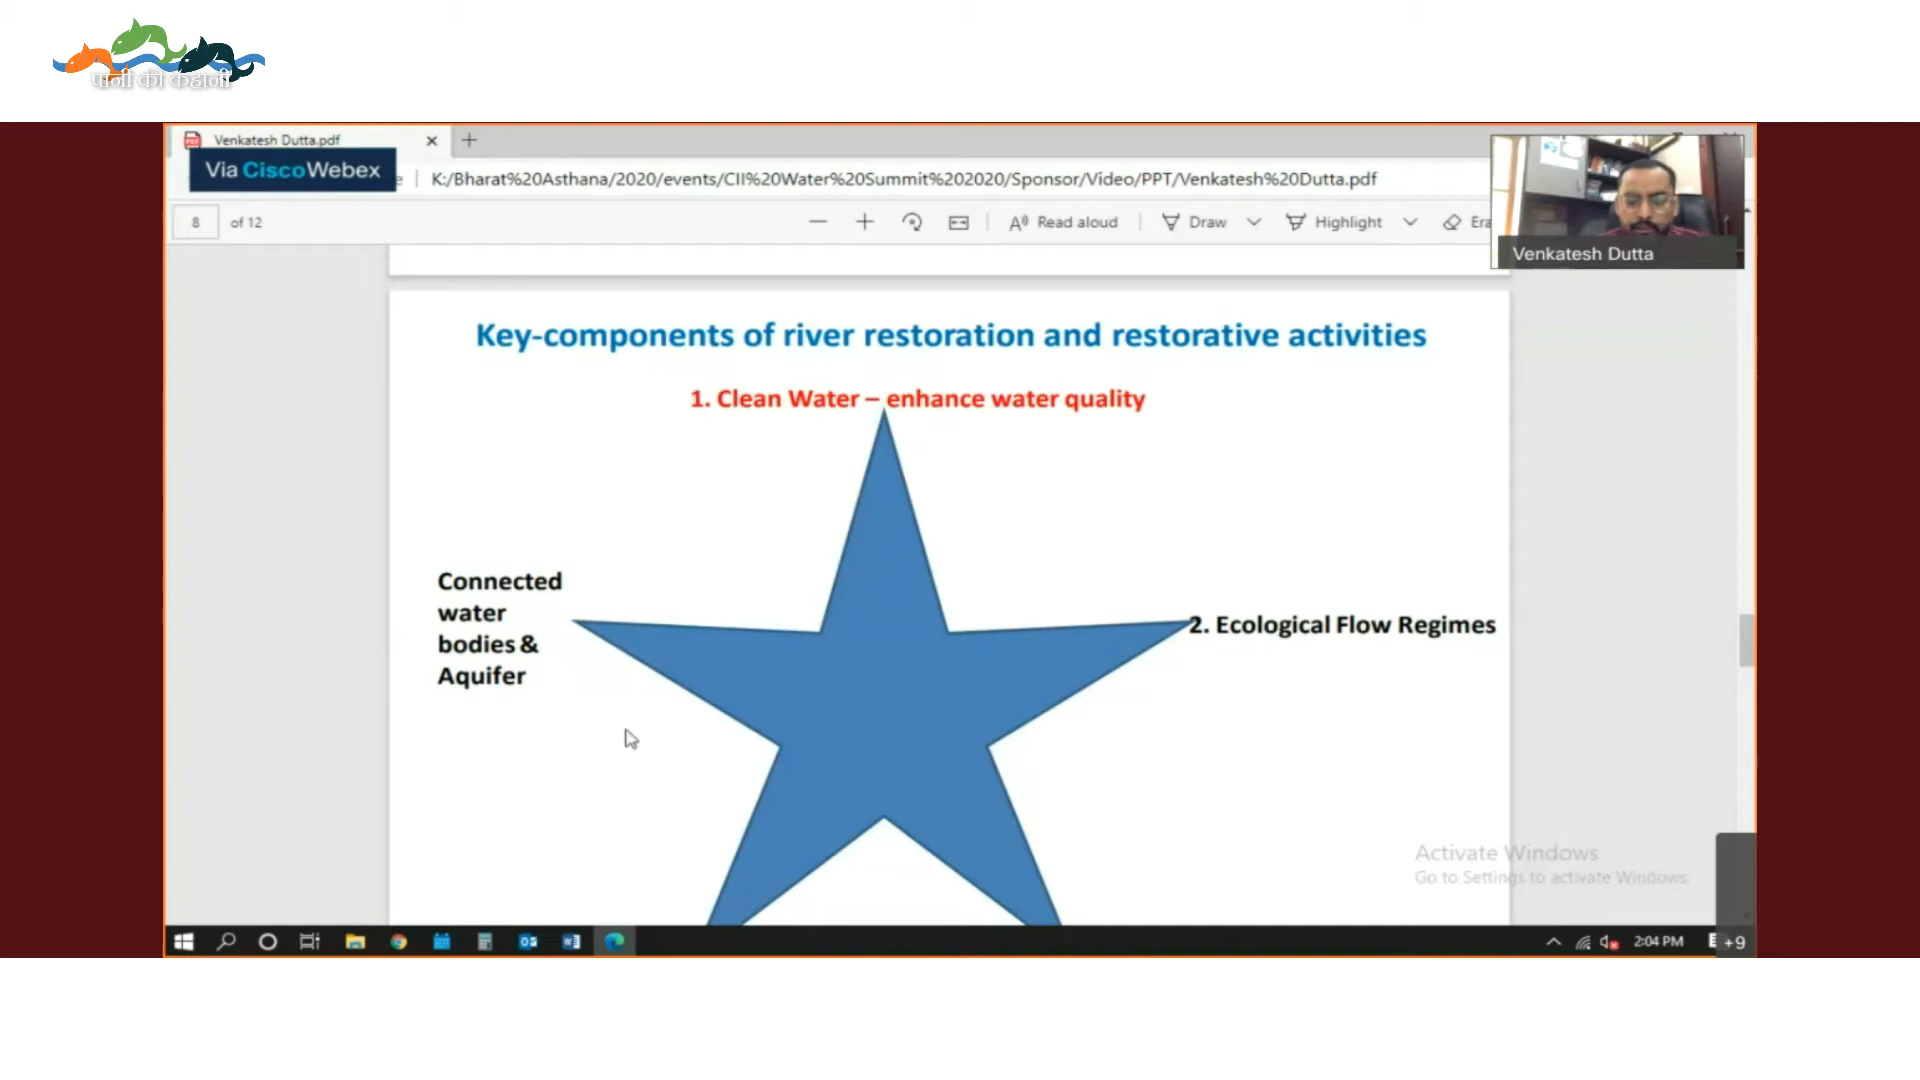 पानी की कहानी
Venkatesh Dutta.pdf
Via CiscoWebex
K:/Bharat%20Asthana/2020/events/CII%20Water%20Summit%202020/Sponsor/Video/PPT/Venkatesh%20Dutta.pdf
8 of 12
Read aloud
Draw
Highlight
Era
Venkatesh Dutta
Key-components of river restoration and restorative activities
1. Clean Water – enhance water quality
Connected
water
bodies &
Aquifer
2. Ecological Flow Regimes
Activate Windows
Go to Settings to activate Windows
2:04 PM
+9